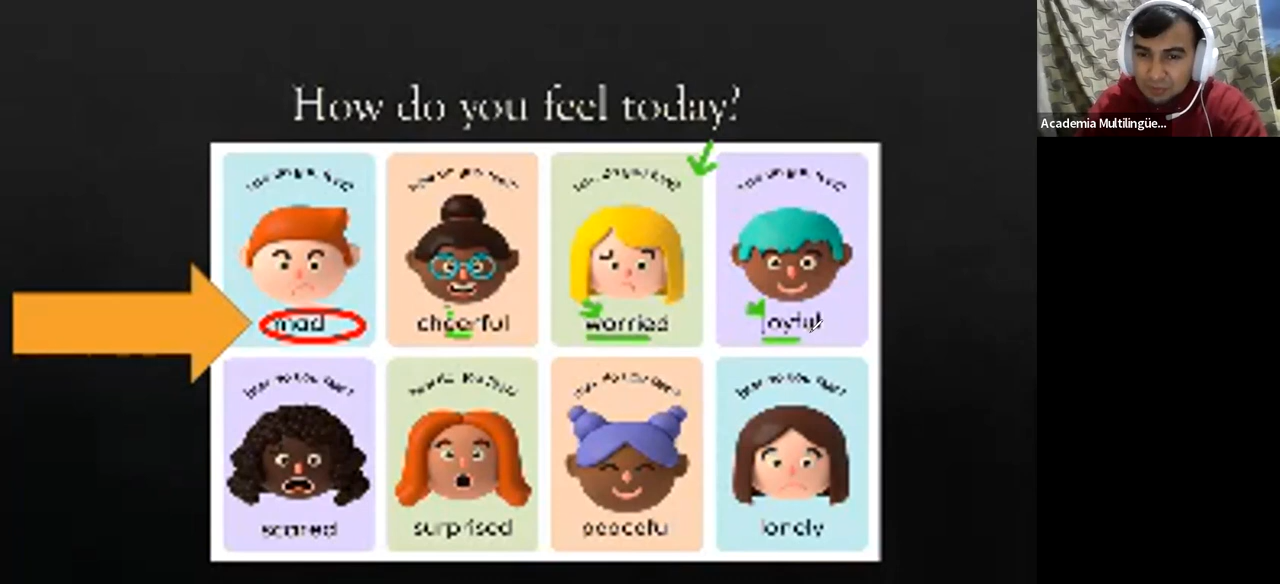 How do you feel today?
Academia Multilingüe...
mad
cheerful
worried
joyful
scared
surprised
peaceful
lonely